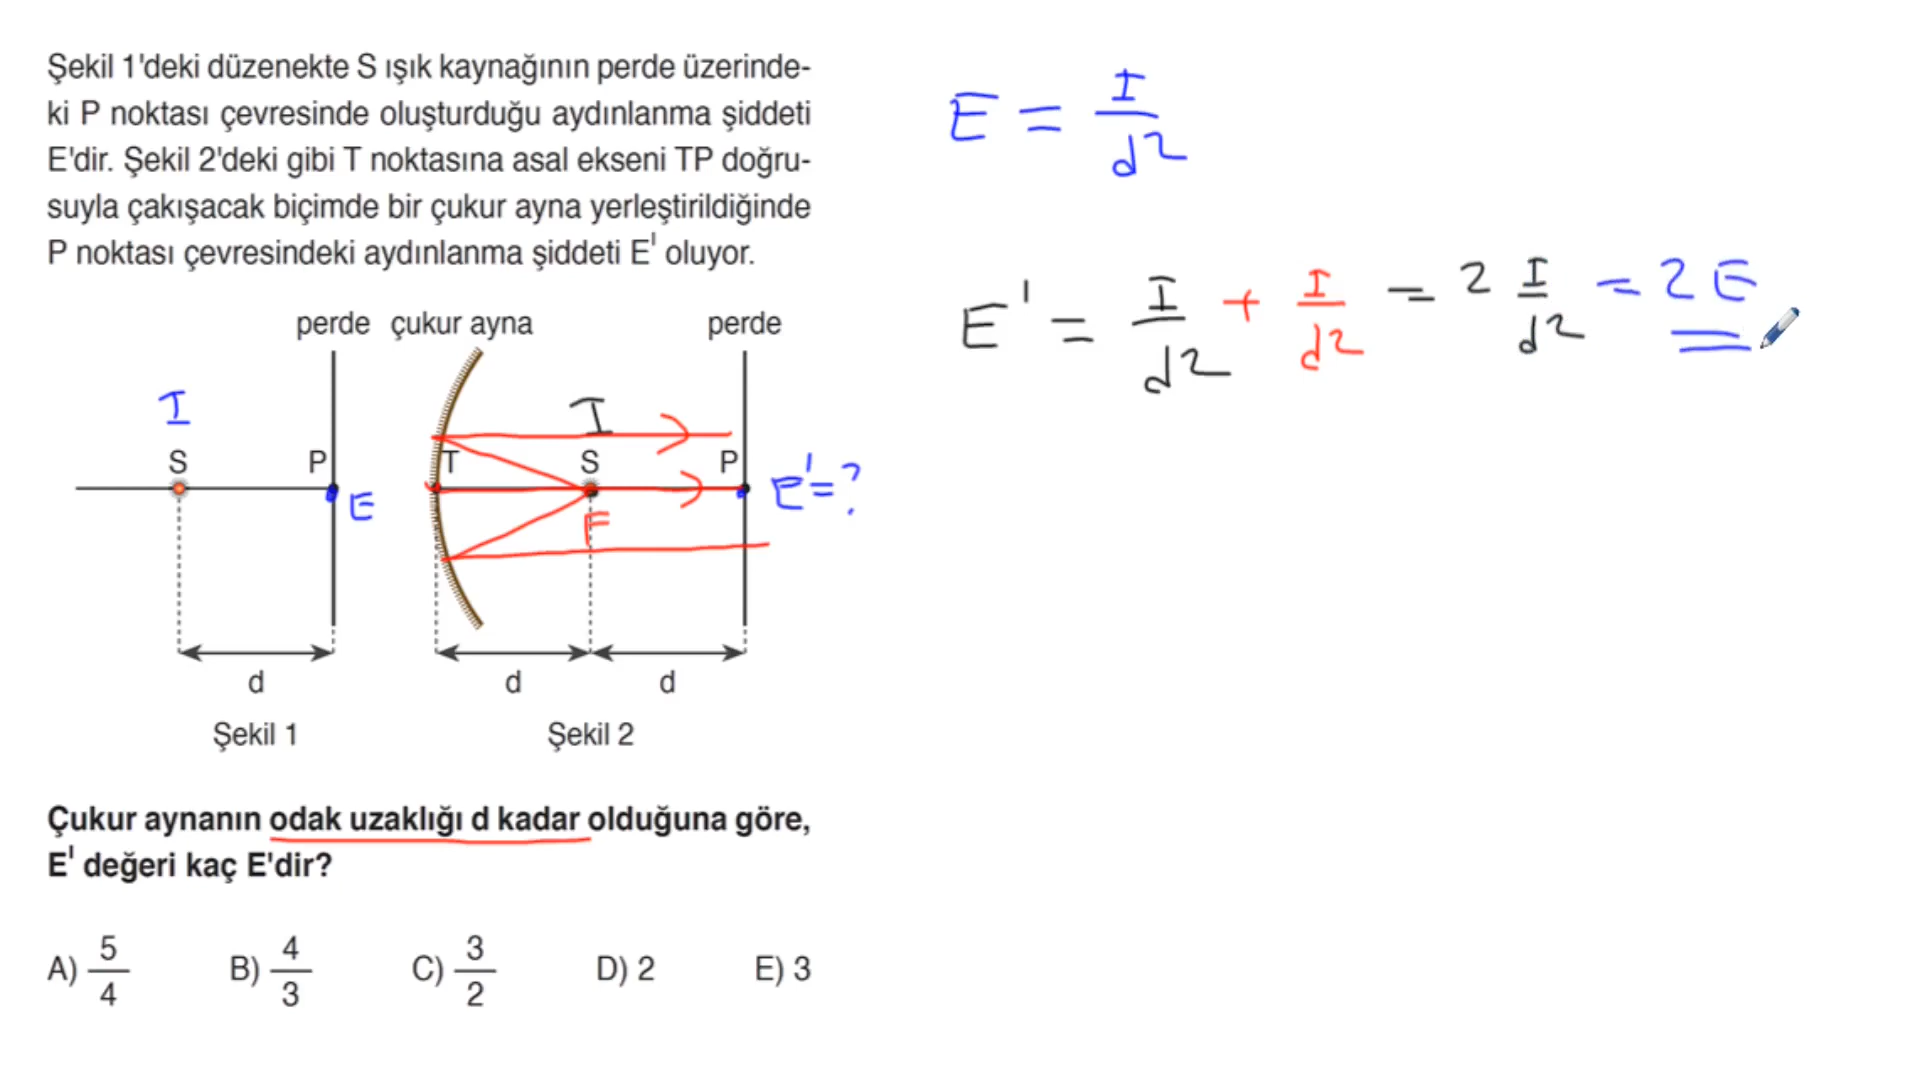 Şekil 1'deki düzenekte S ışık kaynağının perde üzerinde-
ki P noktası çevresinde oluşturduğu aydınlanma şiddeti
E'dir. Şekil 2'deki gibi T noktasına asal ekseni TP doğru-
suyla çakışacak biçimde bir çukur ayna yerleştirildiğinde
P noktası çevresindeki aydınlanma şiddeti E' oluyor.
perde çukur ayna perde
I I
S P T S P
E F E'=?
d d d
Şekil 1 Şekil 2
Çukur aynanın odak uzaklığı d kadar olduğuna göre,
E' değeri kaç E'dir?
A) 5/4 B) 4/3 C) 3/2 D) 2 E) 3
E = I/d²
E' = I/d² + I/d² = 2 I/d² = 2E